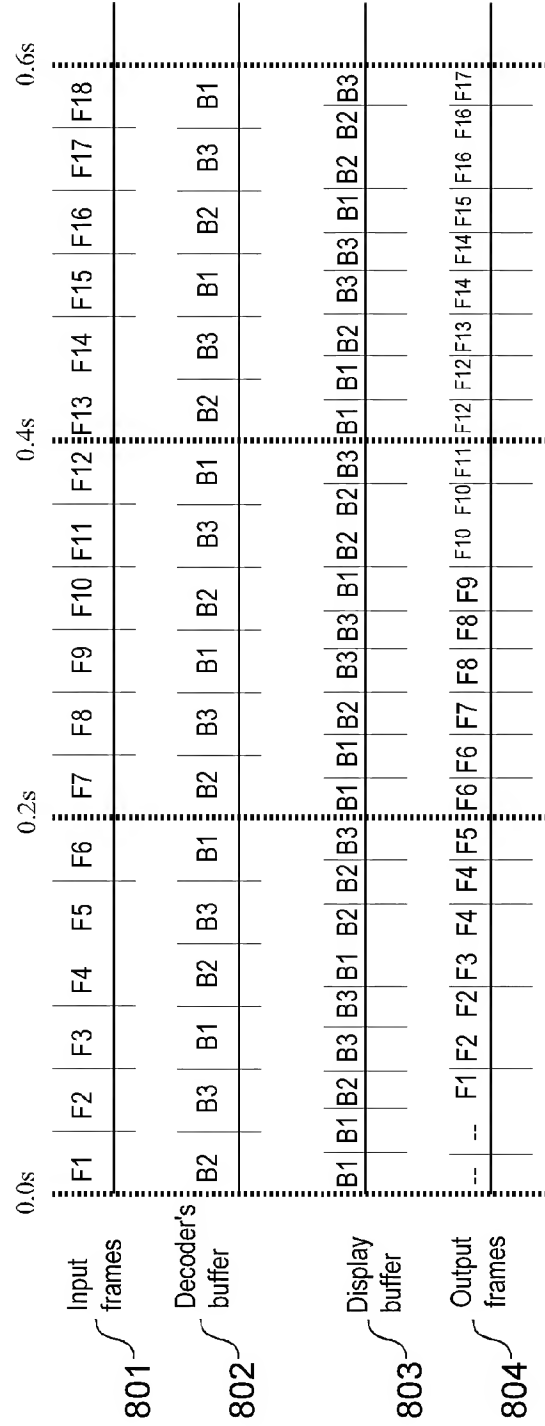 0.0s 0.2s 0.4s 0.6s
801 Input frames F1 F2 F3 F4 F5 F6 F7 F8 F9 F10 F11 F12 F13 F14 F15 F16 F17 F18
802 Decoder's buffer B2 B3 B1 B2 B3 B1 B2 B3 B1 B2 B3 B1 B2 B3 B1 B2 B3 B1
803 Display buffer B1 B1 B2 B3 B3 B1 B2 B2 B3 B1 B1 B2 B3 B3 B1 B2 B2 B3 B1 B1 B2 B3 B3 B1 B2 B2 B3
804 Output frames -- -- F1 F2 F2 F3 F4 F4 F5 F6 F6 F7 F8 F8 F9 F10 F10 F11 F12 F12 F13 F14 F14 F15 F16 F16 F17